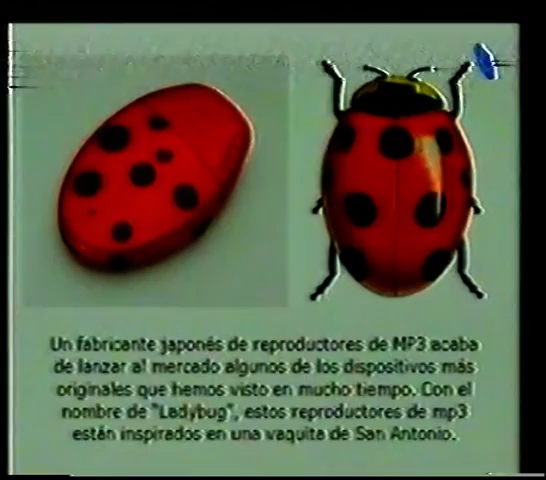 Un fabricante japonés de reproductores de MP3 acaba
de lanzar al mercado algunos de los dispositivos más
originales que hemos visto en mucho tiempo. Con el
nombre de "Ladybug", estos reproductores de mp3
están inspirados en una vaquita de San Antonio.